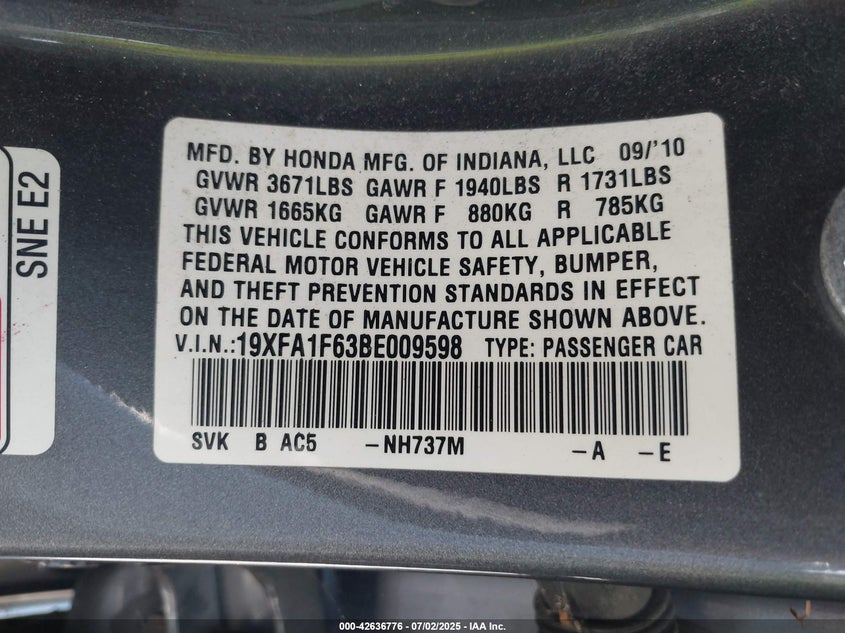 MFD. BY HONDA MFG. OF INDIANA, LLC 09/'10
GVWR 3671LBS GAWR F 1940LBS R 1731LBS
GVWR 1665KG GAWR F 880KG R 785KG
THIS VEHICLE CONFORMS TO ALL APPLICABLE
FEDERAL MOTOR VEHICLE SAFETY, BUMPER,
AND THEFT PREVENTION STANDARDS IN EFFECT
ON THE DATE OF MANUFACTURE SHOWN ABOVE.
V.I.N.:19XFA1F63BE009598 TYPE: PASSENGER CAR
SVK B AC5 -NH737M -A -E
SNE E2
000-42636776 - 07/02/2025 - IAA Inc.